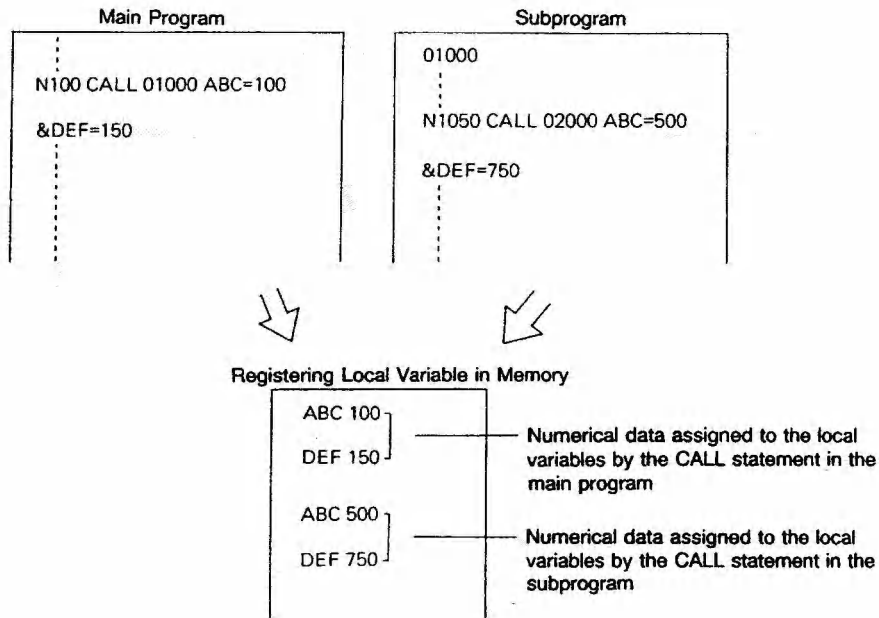 Main Program
N100 CALL O1000 ABC=100
&DEF=150
Subprogram
O1000
N1050 CALL O2000 ABC=500
&DEF=750
Registering Local Variable in Memory
ABC 100
DEF 150
Numerical data assigned to the local
variables by the CALL statement in the
main program
ABC 500
DEF 750
Numerical data assigned to the local
variables by the CALL statement in the
subprogram